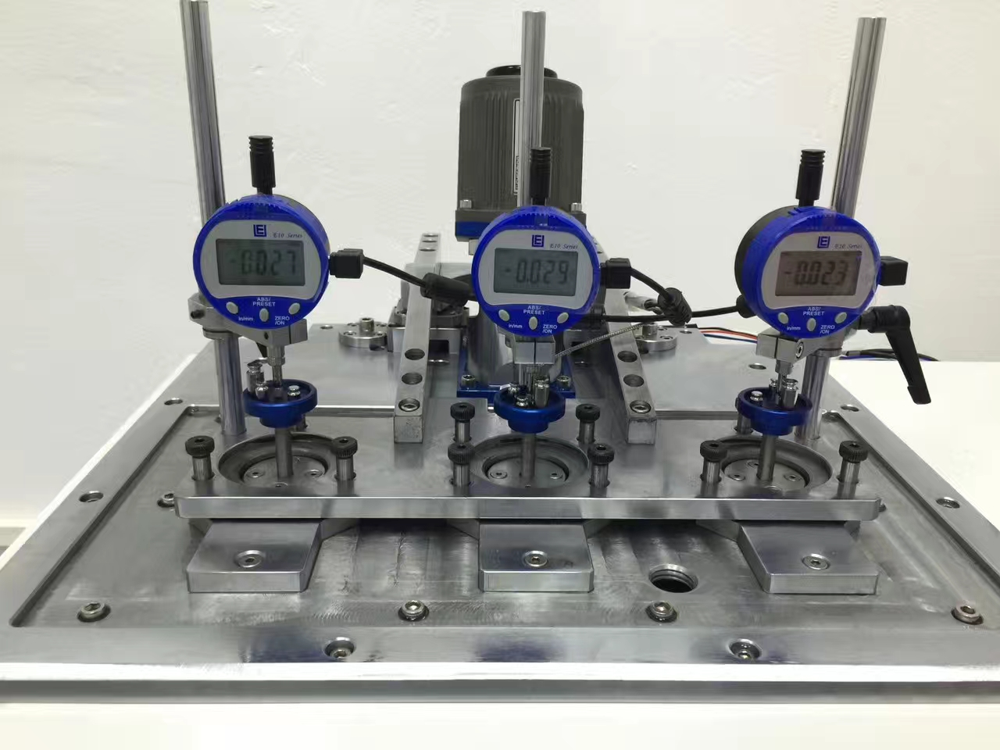 E10 Series
-0.027
ABS/
PRESET
in/mm
ZERO
/ON
E10 Series
-0.029
ABS/
PRESET
in/mm
ZERO
/ON
E10 Series
-0.023
ABS/
PRESET
in/mm
ZERO
/ON